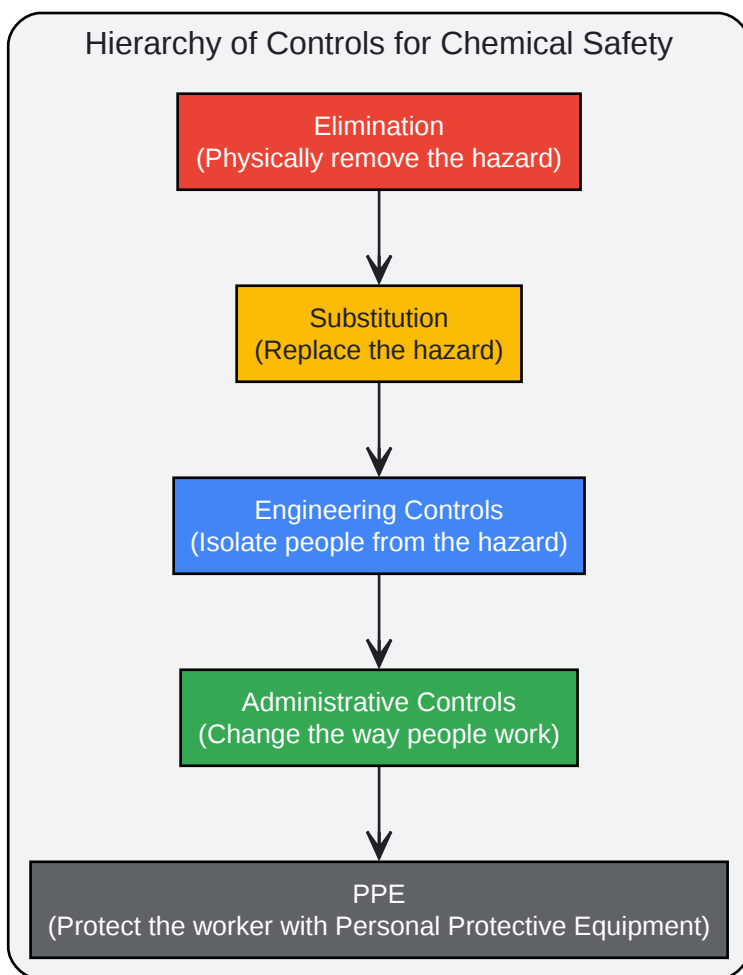 Hierarchy of Controls for Chemical Safety
Elimination
(Physically remove the hazard)
Substitution
(Replace the hazard)
Engineering Controls
(Isolate people from the hazard)
Administrative Controls
(Change the way people work)
PPE
(Protect the worker with Personal Protective Equipment)